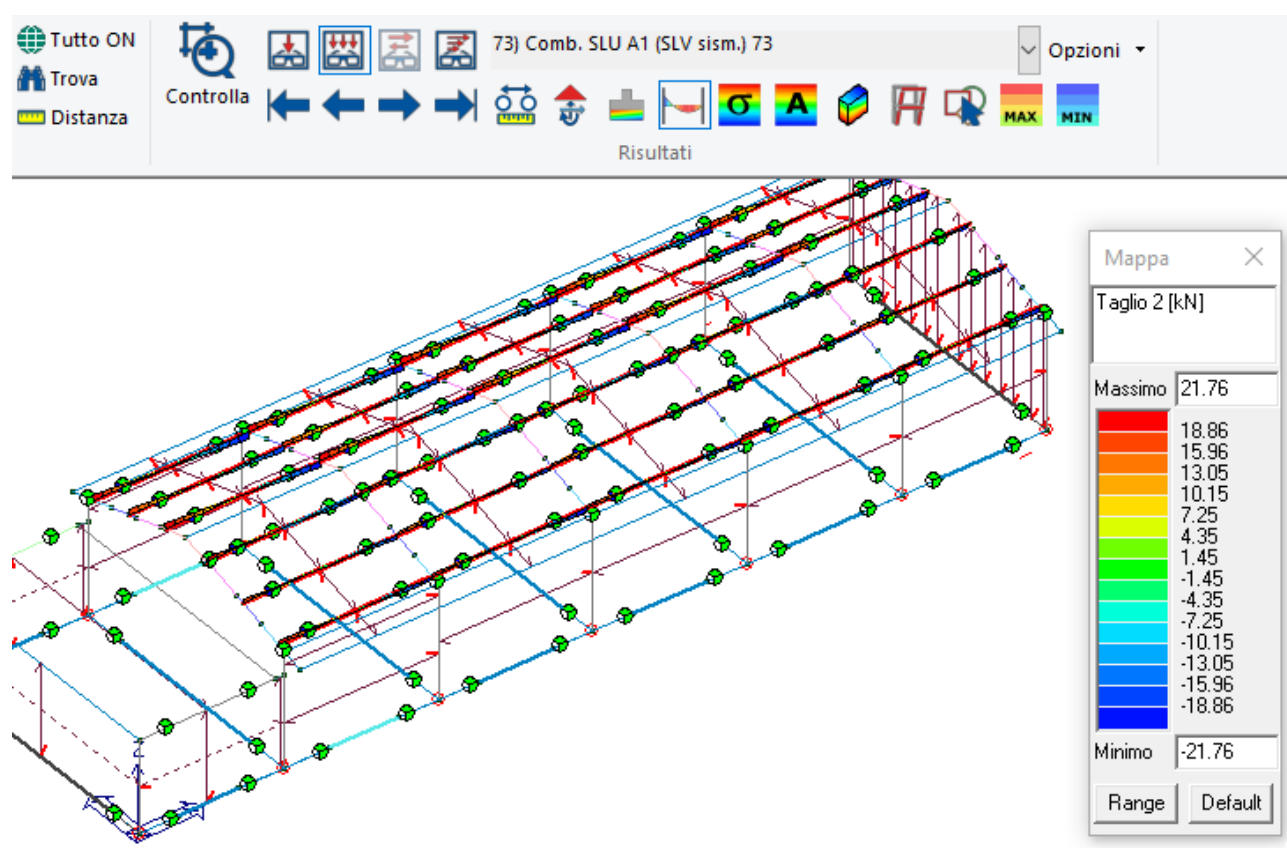 Tutto ON
Trova
Distanza
Controlla
73) Comb. SLU A1 (SLV sism.) 73
Opzioni
σ
A
MAX
MIN
Risultati
Mappa
Taglio 2 [kN]
Massimo 21.76
18.86
15.96
13.05
10.15
7.25
4.35
1.45
-1.45
-4.35
-7.25
-10.15
-13.05
-15.96
-18.86
Minimo -21.76
Range
Default